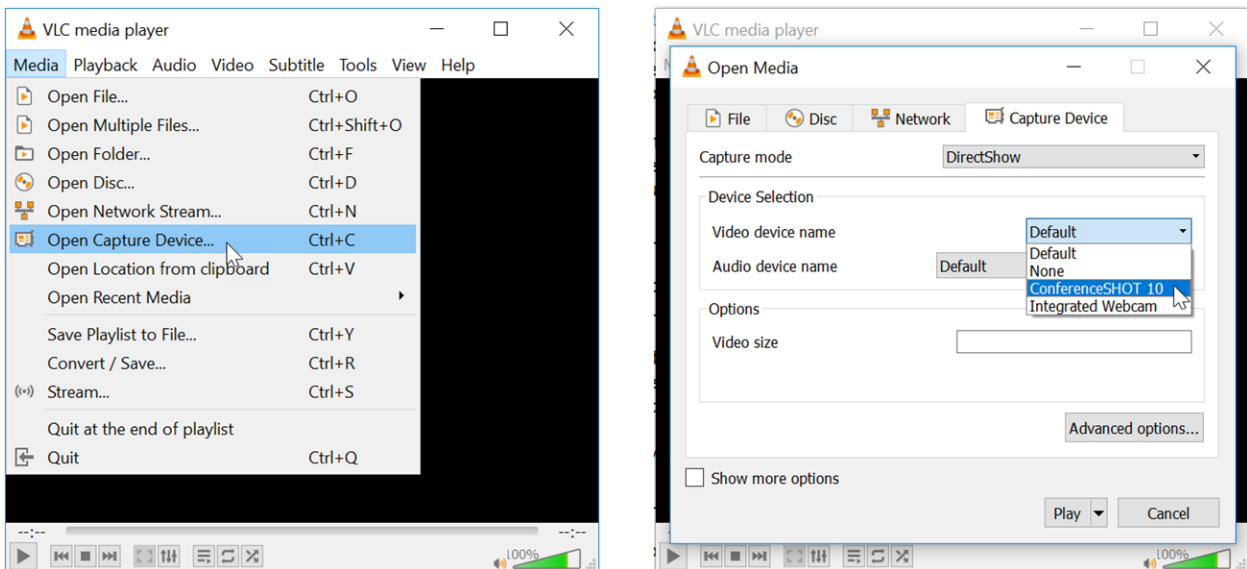 VLC media player
Media Playback Audio Video Subtitle Tools View Help
Open File... Ctrl+O
Open Multiple Files... Ctrl+Shift+O
Open Folder... Ctrl+F
Open Disc... Ctrl+D
Open Network Stream... Ctrl+N
Open Capture Device... Ctrl+C
Open Location from clipboard Ctrl+V
Open Recent Media
Save Playlist to File... Ctrl+Y
Convert / Save... Ctrl+R
Stream... Ctrl+S
Quit at the end of playlist
Quit Ctrl+Q
--:-- --:--
100%
VLC media player
Open Media
File Disc Network Capture Device
Capture mode DirectShow
Device Selection
Video device name Default
Default
None
ConferenceSHOT 10
Integrated Webcam
Audio device name Default
Options
Video size
Advanced options...
Show more options
Play Cancel
100%